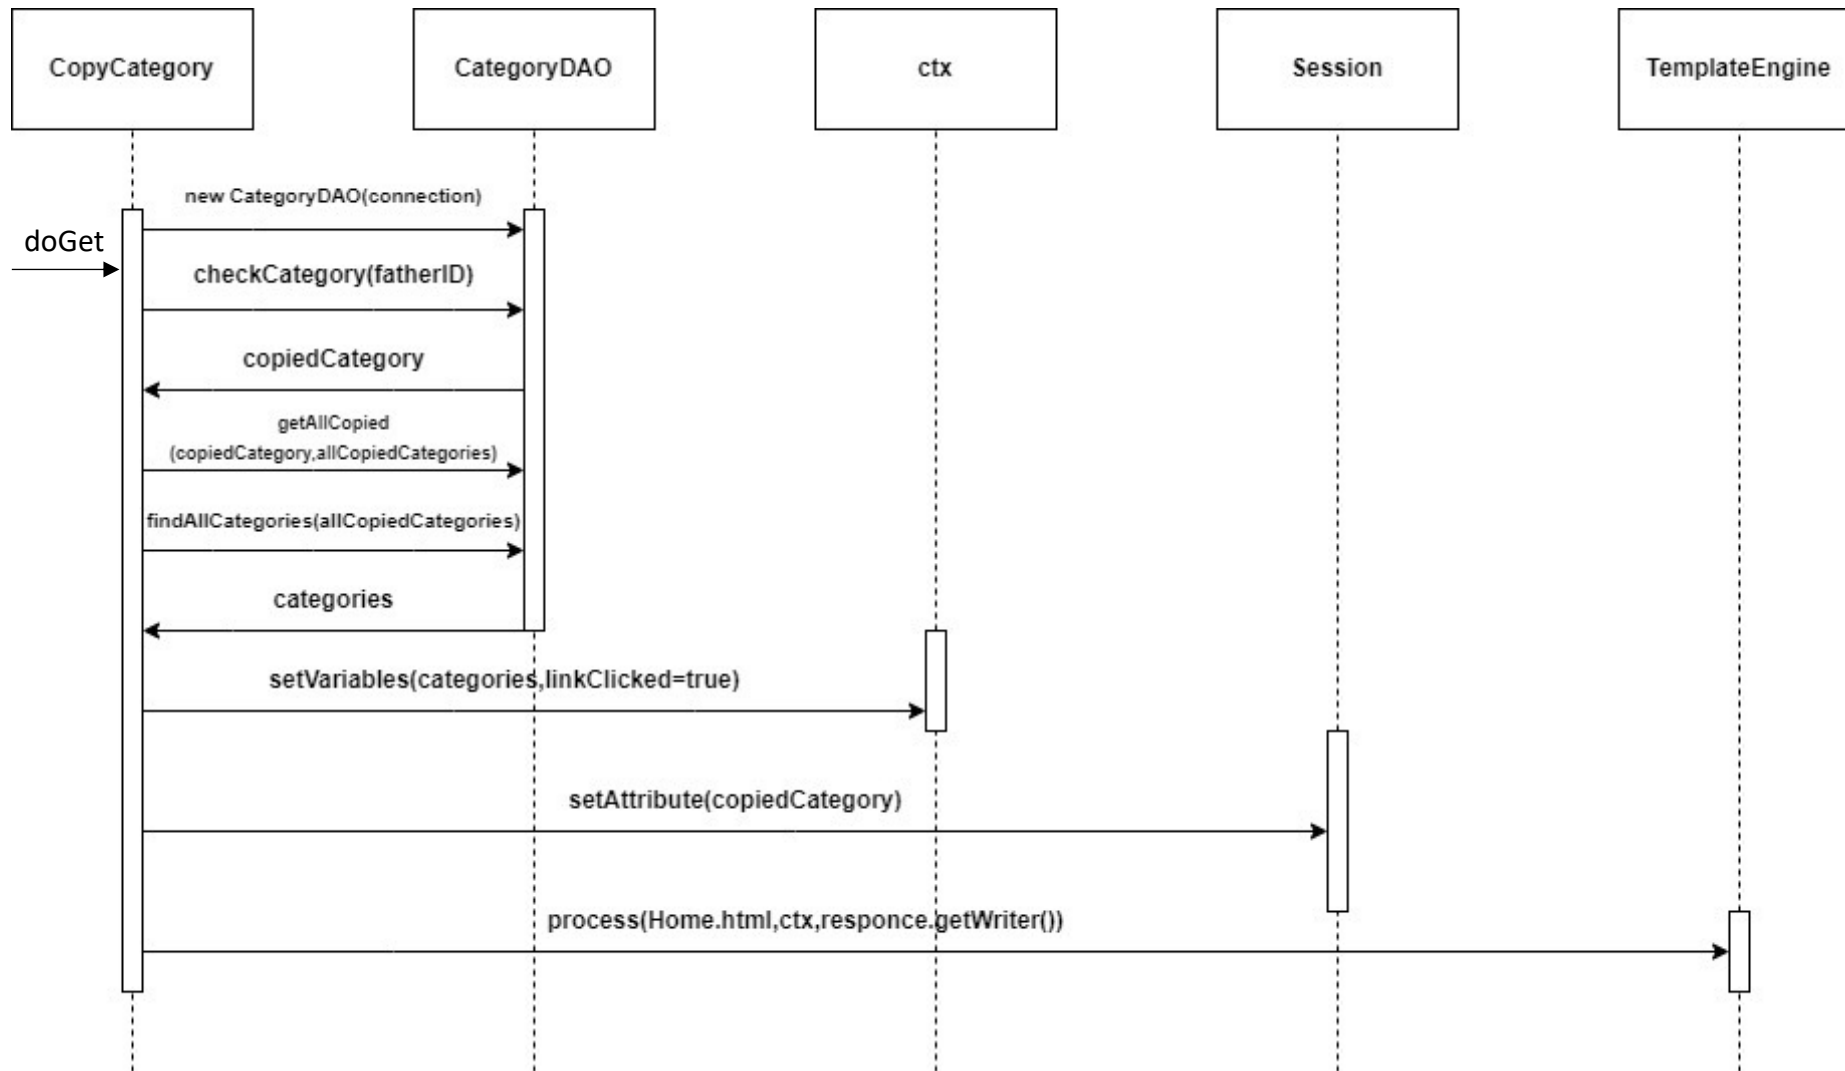 CopyCategory
CategoryDAO
ctx
Session
TemplateEngine
new CategoryDAO(connection)
doGet
checkCategory(fatherID)
copiedCategory
getAllCopied
(copiedCategory,allCopiedCategories)
findAllCategories(allCopiedCategories)
categories
setVariables(categories,linkClicked=true)
setAttribute(copiedCategory)
process(Home.html,ctx,responce.getWriter())